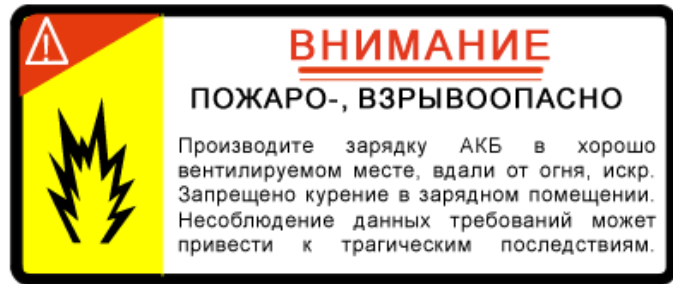 ВНИМАНИЕ
ПОЖАРО-, ВЗРЫВООПАСНО
Производите зарядку АКБ в хорошо
вентилируемом месте, вдали от огня, искр.
Запрещено курение в зарядном помещении.
Несоблюдение данных требований может
привести к трагическим последствиям.